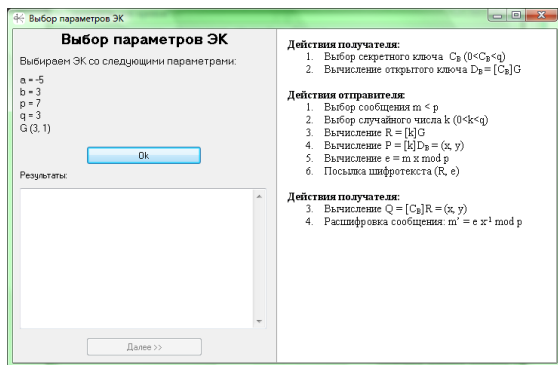 Выбор параметров ЭК
Выбор параметров ЭК
Выбираем ЭК со следующими параметрами:
a = -5
b = 3
p = 7
q = 3
G (3, 1)
Ok
Результаты:
Далее >>
Действия получателя:
1. Выбор секретного ключа C_B (0<C_B<q)
2. Вычисление открытого ключа D_B = [C_B]G
Действия отправителя:
1. Выбор сообщения m < p
2. Выбор случайного числа k (0<k<q)
3. Вычисление R = [k]G
4. Вычисление P = [k]D_B = (x, y)
5. Вычисление e = m x mod p
6. Посылка шифротекста (R, e)
Действия получателя:
3. Вычисление Q = [C_B]R = (x, y)
4. Расшифровка сообщения: m' = e x⁻¹ mod p